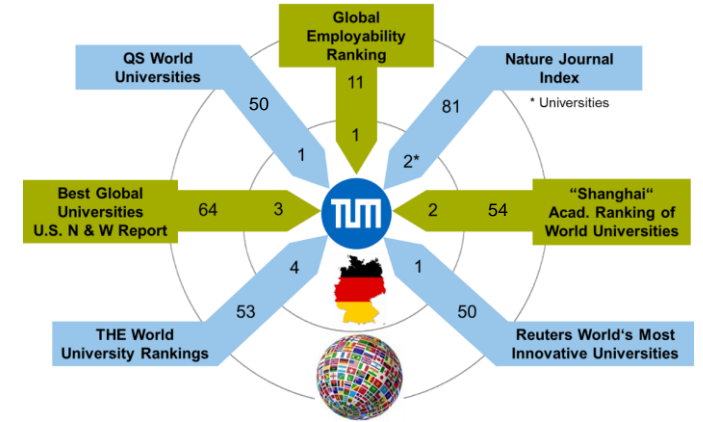 Global
Employability
Ranking
11
1
QS World
Universities
50
1
Nature Journal
Index
* Universities
81
2*
Best Global
Universities
U.S. N & W Report
64
3
TUM
2
54
“Shanghai“
Acad. Ranking of
World Universities
4
53
THE World
University Rankings
1
50
Reuters World‘s Most
Innovative Universities